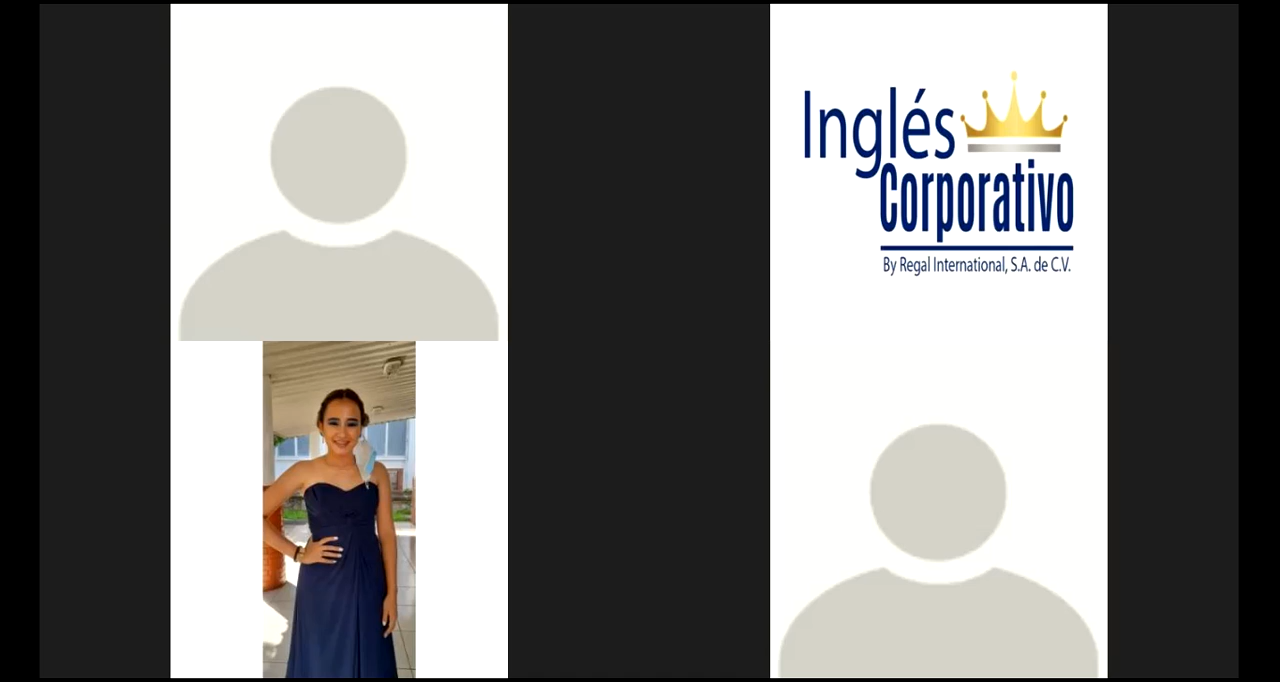 Inglés
Corporativo
By Regal International, S.A. de C.V.